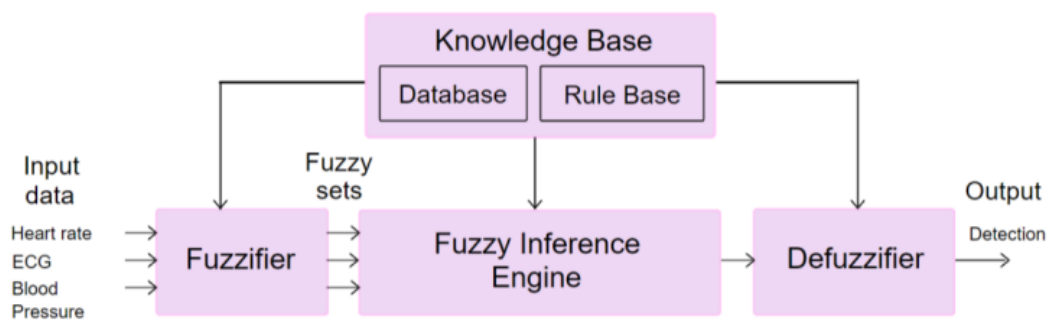 Knowledge Base
Database
Rule Base
Input
data
Fuzzy
sets
Output
Heart rate
ECG
Blood
Pressure
Fuzzifier
Fuzzy Inference
Engine
Defuzzifier
Detection